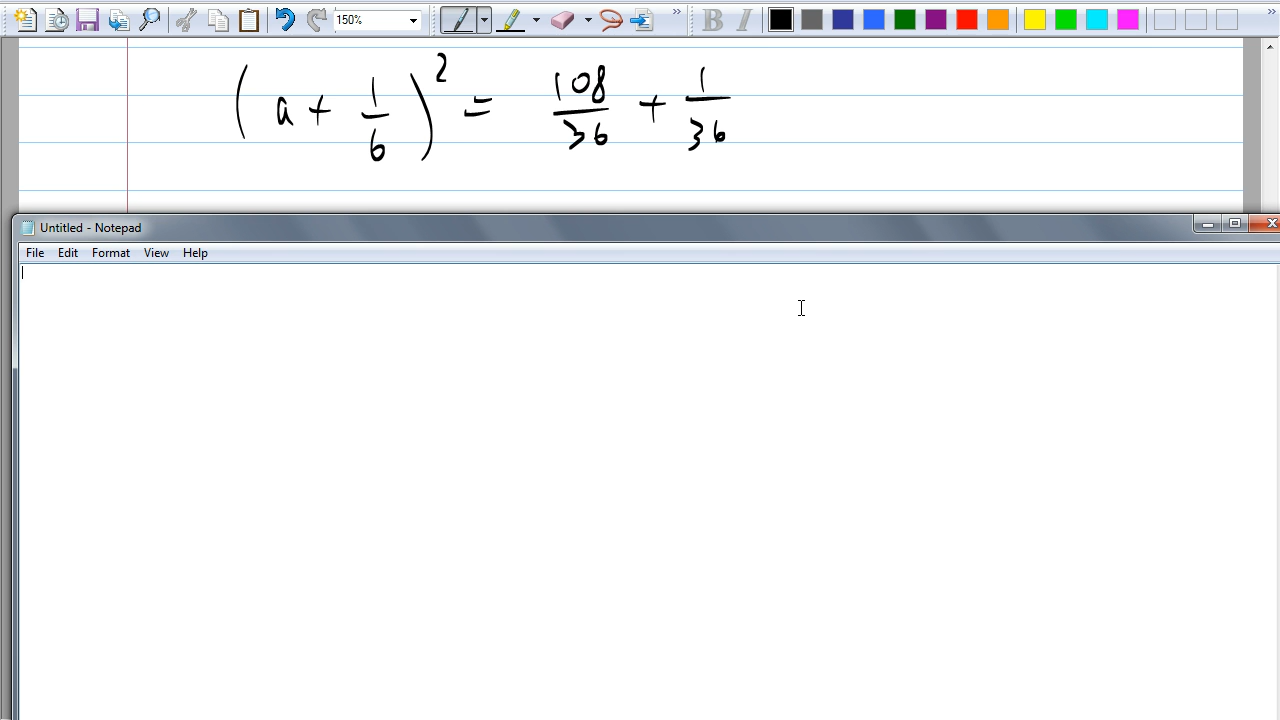 150%
B I
(a + 1/6)² = 108/36 + 1/36
Untitled - Notepad
File Edit Format View Help